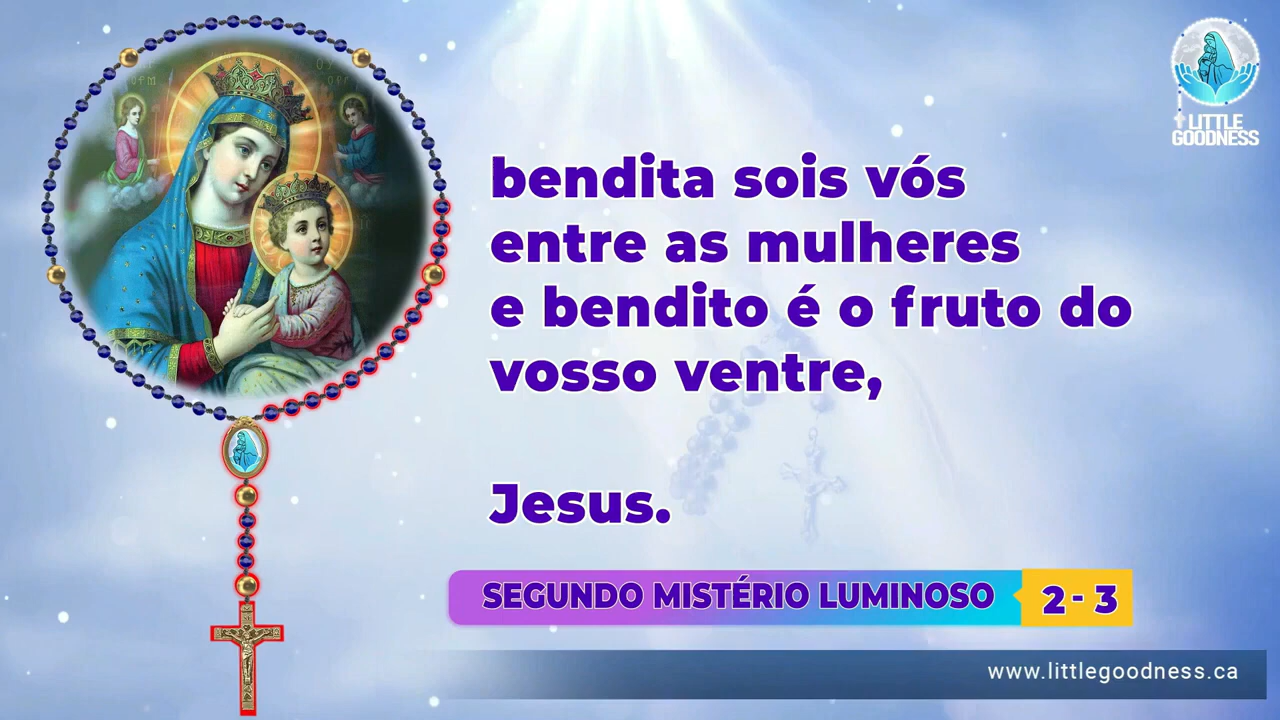 LITTLE
GOODNESS
bendita sois vós
entre as mulheres
e bendito é o fruto do
vosso ventre,
Jesus.
SEGUNDO MISTÉRIO LUMINOSO 2 - 3
www.littlegoodness.ca